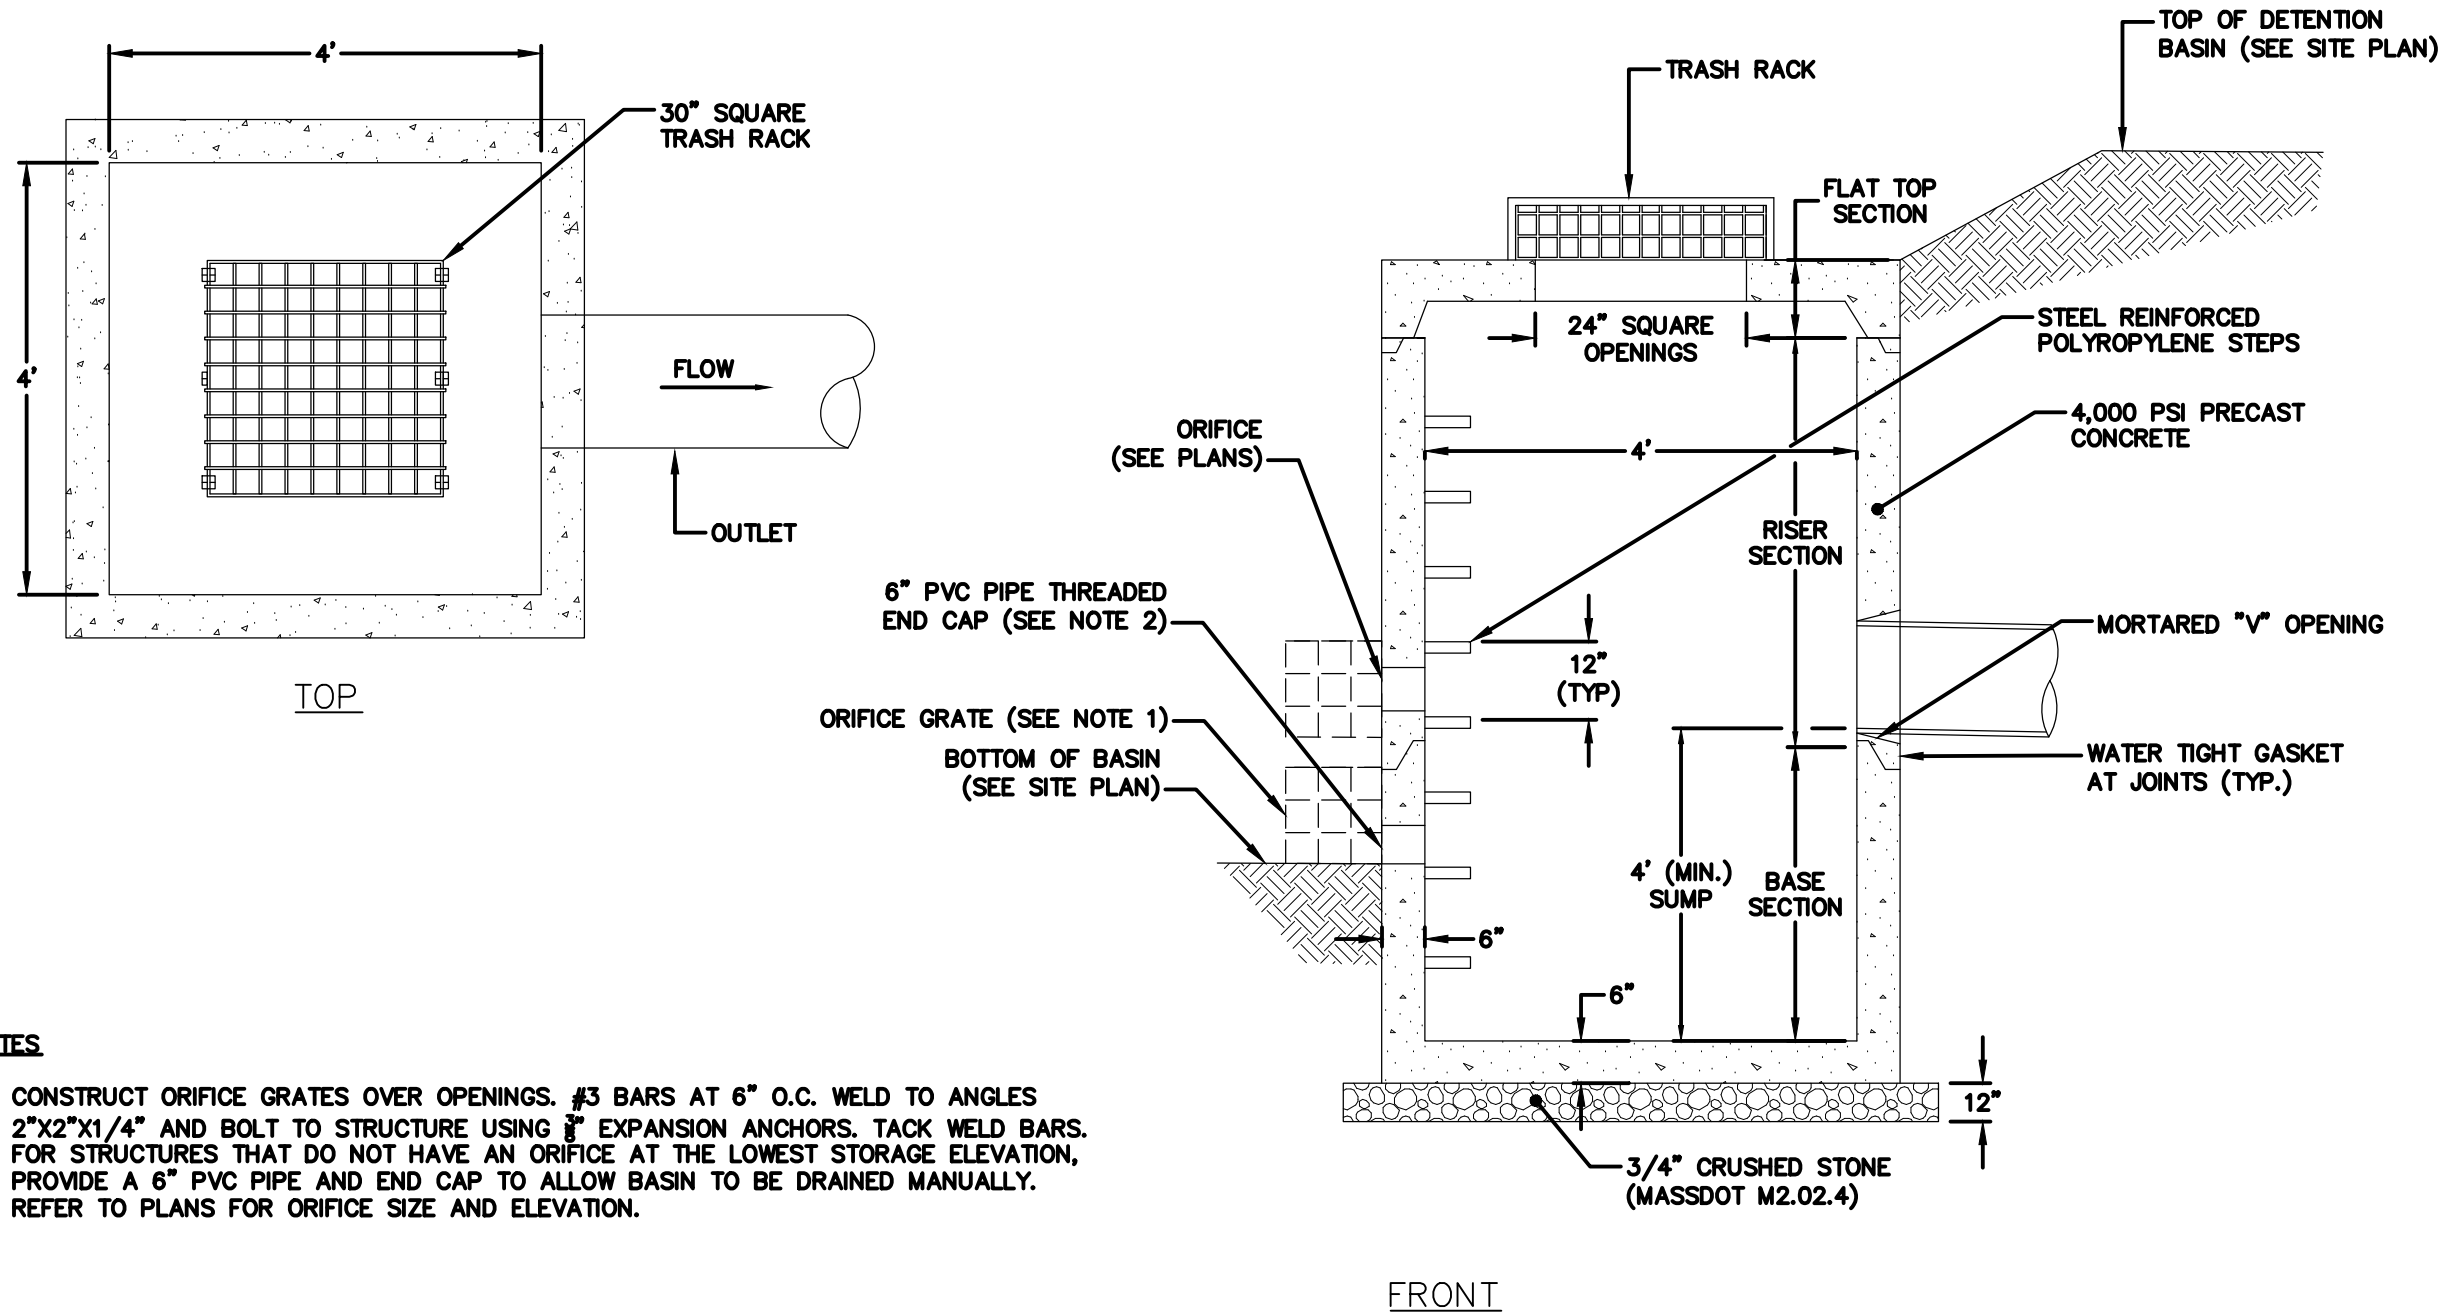 4'
30" SQUARE
TRASH RACK
4'
FLOW
OUTLET
TOP
TOP OF DETENTION
BASIN (SEE SITE PLAN)
TRASH RACK
FLAT TOP
SECTION
24" SQUARE
OPENINGS
STEEL REINFORCED
POLYROPYLENE STEPS
ORIFICE
(SEE PLANS)
4'
4,000 PSI PRECAST
CONCRETE
RISER
SECTION
6" PVC PIPE THREADED
END CAP (SEE NOTE 2)
12"
(TYP)
MORTARED "V" OPENING
ORIFICE GRATE (SEE NOTE 1)
BOTTOM OF BASIN
(SEE SITE PLAN)
WATER TIGHT GASKET
AT JOINTS (TYP.)
4' (MIN.)
SUMP
BASE
SECTION
6"
6"
12"
3/4" CRUSHED STONE
(MASSDOT M2.02.4)
FRONT
TES
CONSTRUCT ORIFICE GRATES OVER OPENINGS. #3 BARS AT 6" O.C. WELD TO ANGLES
2"X2"X1/4" AND BOLT TO STRUCTURE USING EXPANSION ANCHORS. TACK WELD BARS.
FOR STRUCTURES THAT DO NOT HAVE AN ORIFICE AT THE LOWEST STORAGE ELEVATION,
PROVIDE A 6" PVC PIPE AND END CAP TO ALLOW BASIN TO BE DRAINED MANUALLY.
REFER TO PLANS FOR ORIFICE SIZE AND ELEVATION.